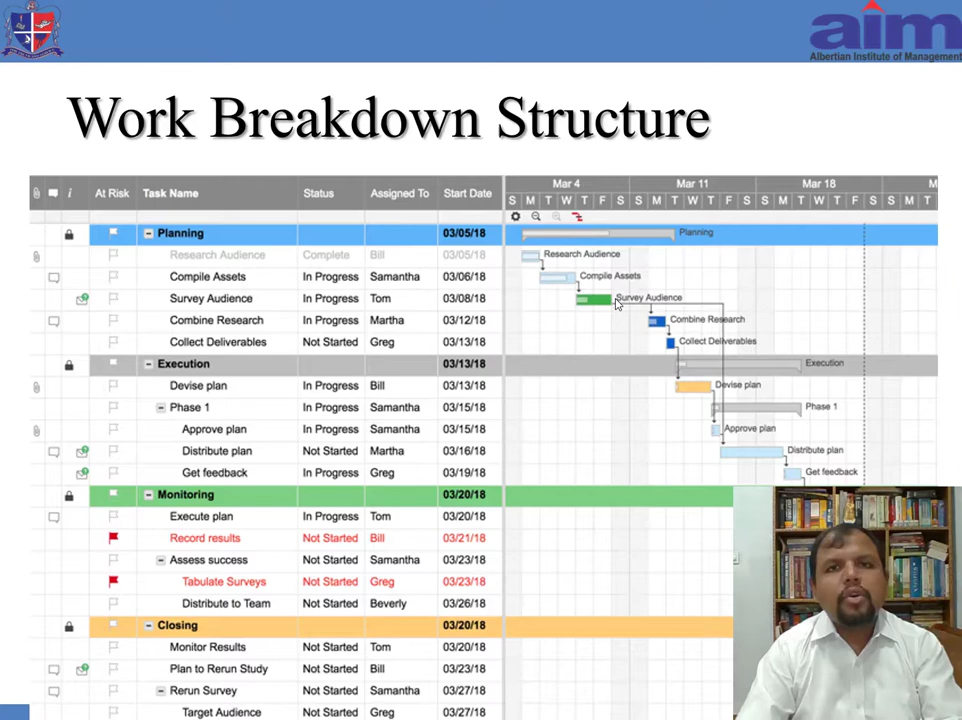 aim
Albertian Institute of Management
Work Breakdown Structure
i At Risk Task Name Status Assigned To Start Date
Mar 4 Mar 11 Mar 18 M
S M T W T F S S M T W T F S S M T W T F S S M T
Planning 03/05/18 Planning
Research Audience Complete Bill 03/05/18 Research Audience
Compile Assets In Progress Samantha 03/06/18 Compile Assets
Survey Audience In Progress Tom 03/08/18 Survey Audience
Combine Research In Progress Martha 03/12/18 Combine Research
Collect Deliverables Not Started Greg 03/13/18 Collect Deliverables
Execution 03/13/18 Execution
Devise plan In Progress Bill 03/13/18 Devise plan
Phase 1 In Progress Samantha 03/15/18 Phase 1
Approve plan In Progress Samantha 03/15/18 Approve plan
Distribute plan Not Started Martha 03/16/18 Distribute plan
Get feedback In Progress Greg 03/19/18 Get feedback
Monitoring 03/20/18
Execute plan In Progress Tom 03/20/18
Record results Not Started Bill 03/21/18
Assess success Not Started Samantha 03/23/18
Tabulate Surveys Not Started Greg 03/23/18
Distribute to Team Not Started Beverly 03/26/18
Closing 03/20/18
Monitor Results Not Started Tom 03/20/18
Plan to Rerun Study Not Started Bill 03/23/18
Rerun Survey Not Started Samantha 03/27/18
Target Audience Not Started Greg 03/27/18